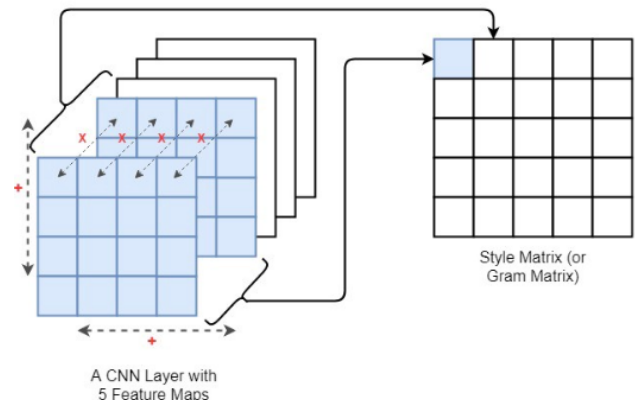 x x x x
+
+
Style Matrix (or
Gram Matrix)
A CNN Layer with
5 Feature Maps